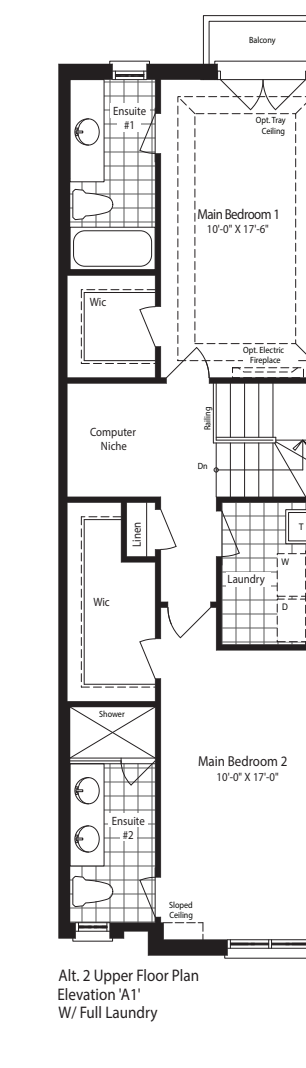 Balcony
Ensuite
#1
Opt. Tray
Ceiling
Main Bedroom 1
10'-0" X 17'-6"
Wic
Opt. Electric
Fireplace
Computer
Niche
Railing
Dn
Linen
T
W
Laundry
D
Wic
Shower
Main Bedroom 2
10'-0" X 17'-0"
Ensuite
#2
Sloped
Ceiling
Alt. 2 Upper Floor Plan
Elevation 'A1'
W/ Full Laundry